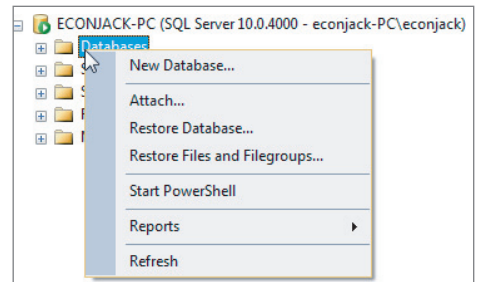 ECONJACK-PC (SQL Server 10.0.4000 - econjack-PC\econjack)
Databases
New Database...
Attach...
Restore Database...
Restore Files and Filegroups...
Start PowerShell
Reports
Refresh